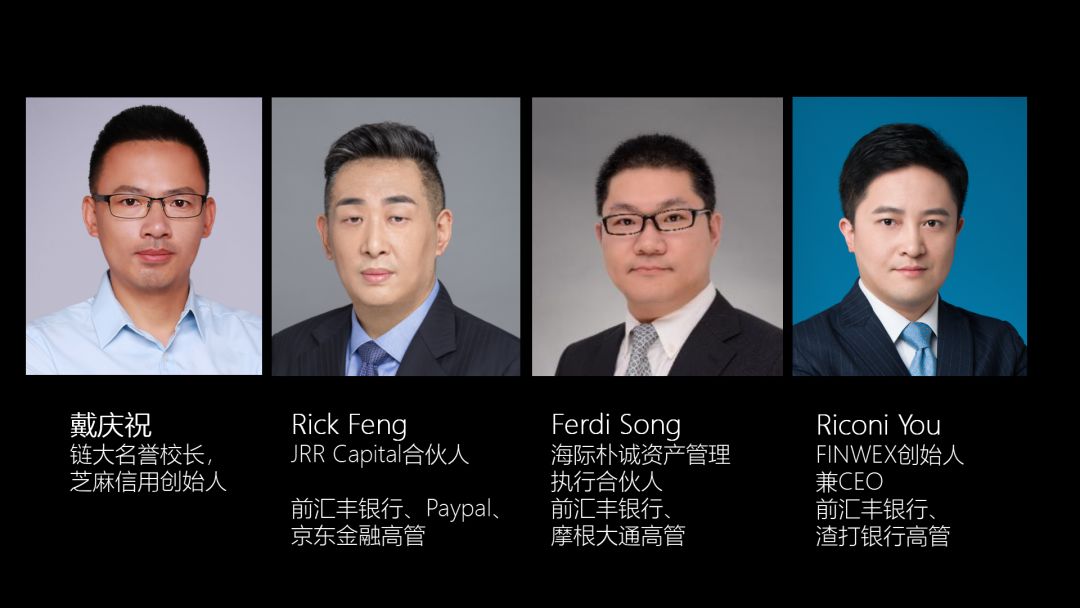 戴庆祝
链大名誉校长，
芝麻信用创始人
Rick Feng
JRR Capital合伙人
前汇丰银行、Paypal、
京东金融高管
Ferdi Song
海际朴诚资产管理
执行合伙人
前汇丰银行、
摩根大通高管
Riconi You
FINWEX创始人
兼CEO
前汇丰银行、
渣打银行高管